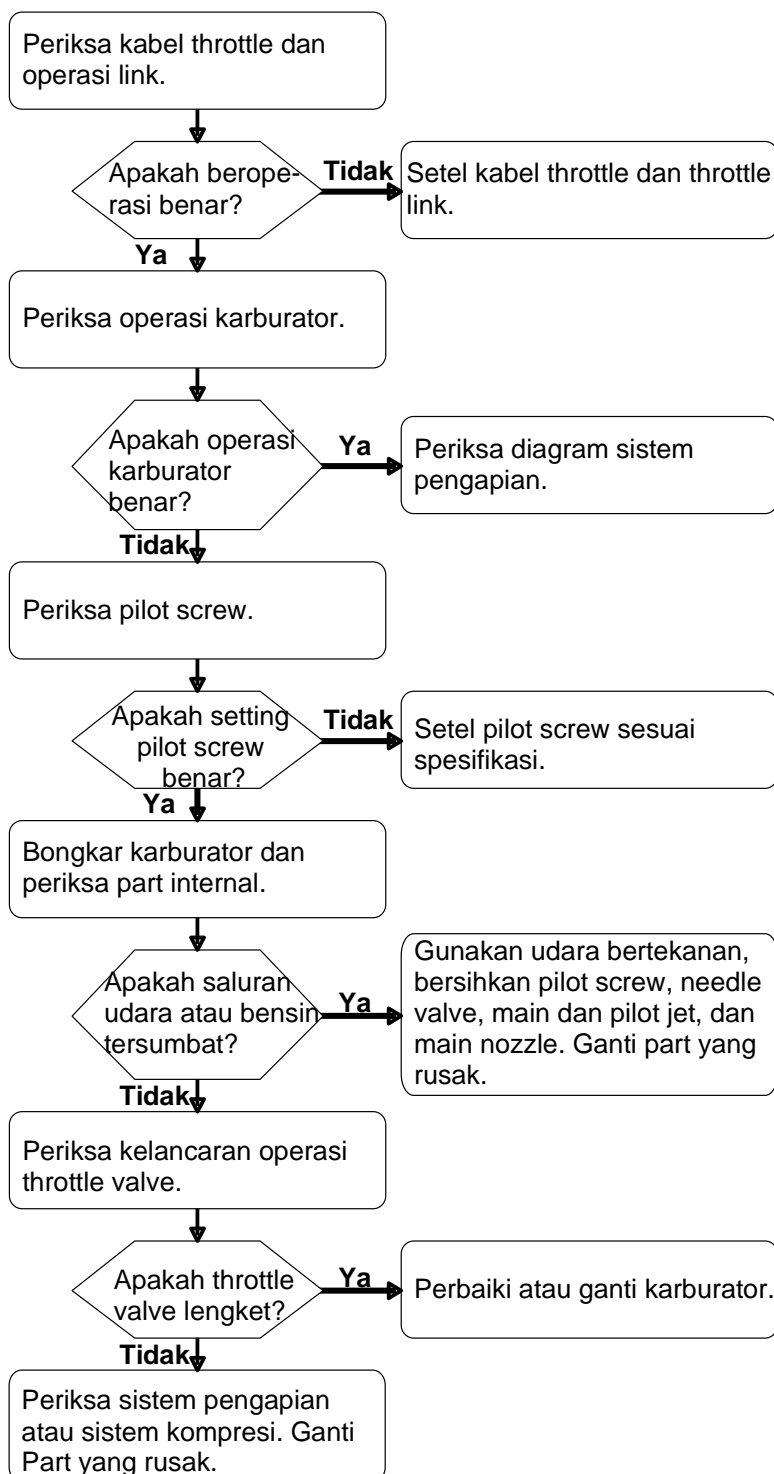 Periksa kabel throttle dan
operasi link.
Apakah berope-
rasi benar?
Tidak
Setel kabel throttle dan throttle
link.
Ya
Periksa operasi karburator.
Apakah operasi
karburator
benar?
Ya
Periksa diagram sistem
pengapian.
Tidak
Periksa pilot screw.
Apakah setting
pilot screw
benar?
Tidak
Setel pilot screw sesuai
spesifikasi.
Ya
Bongkar karburator dan
periksa part internal.
Apakah saluran
udara atau bensin
tersumbat?
Ya
Gunakan udara bertekanan,
bersihkan pilot screw, needle
valve, main dan pilot jet, dan
main nozzle. Ganti part yang
rusak.
Tidak
Periksa kelancaran operasi
throttle valve.
Apakah throttle
valve lengket?
Ya
Perbaiki atau ganti karburator.
Tidak
Periksa sistem pengapian
atau sistem kompresi. Ganti
Part yang rusak.